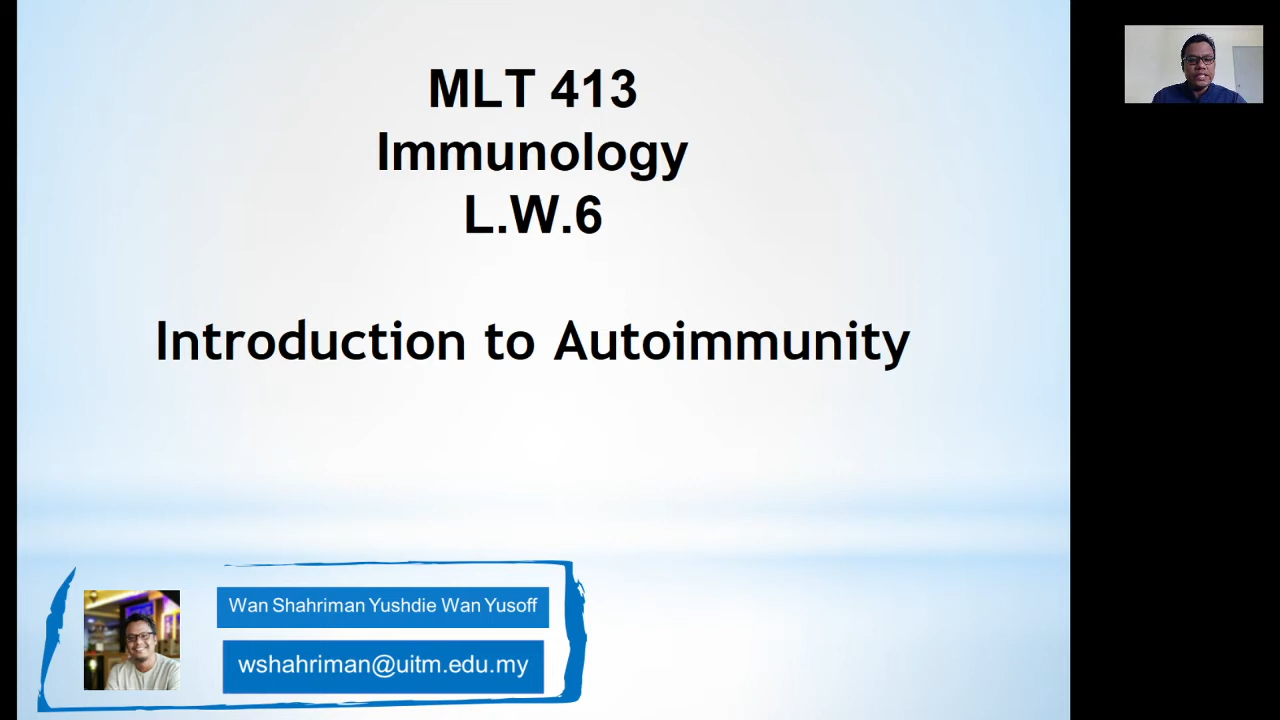 MLT 413
Immunology
L.W.6
Introduction to Autoimmunity
Wan Shahriman Yushdie Wan Yusoff
wshahriman@uitm.edu.my